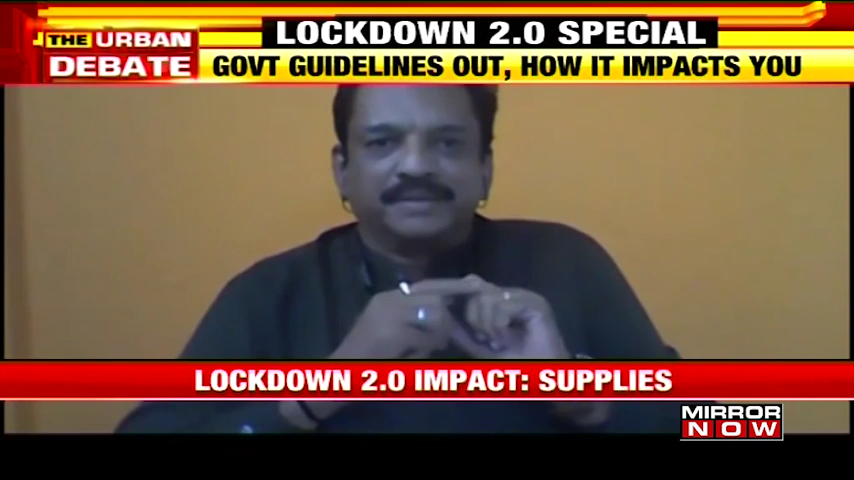 THE URBAN
DEBATE
LOCKDOWN 2.0 SPECIAL
GOVT GUIDELINES OUT, HOW IT IMPACTS YOU
LOCKDOWN 2.0 IMPACT: SUPPLIES
MIRROR
NOW